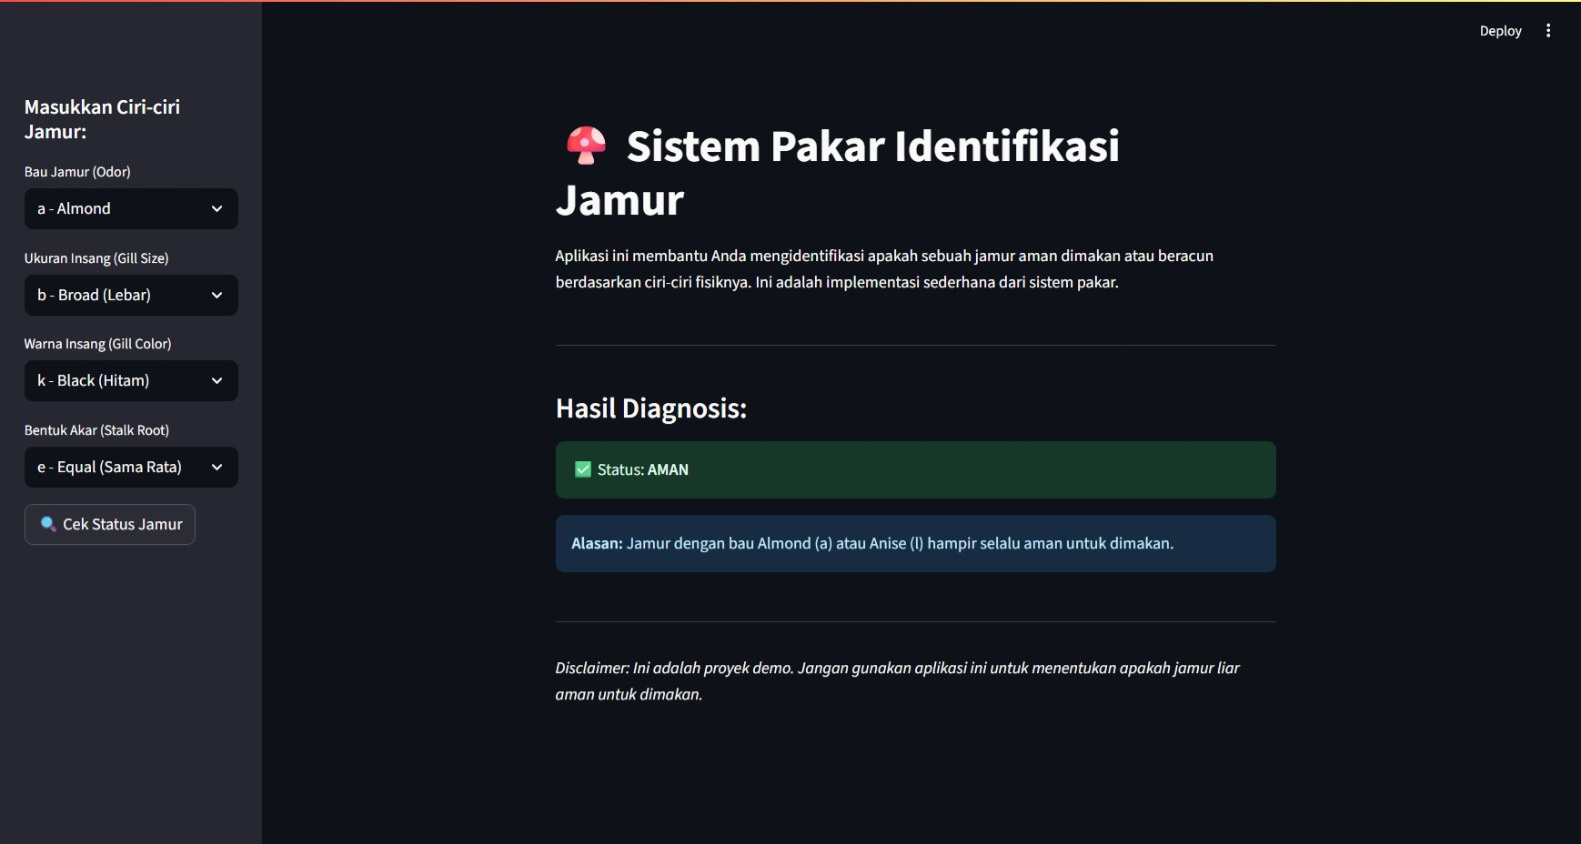 Deploy
Masukkan Ciri-ciri
Jamur:
Bau Jamur (Odor)
a - Almond
Ukuran Insang (Gill Size)
b - Broad (Lebar)
Warna Insang (Gill Color)
k - Black (Hitam)
Bentuk Akar (Stalk Root)
e - Equal (Sama Rata)
Cek Status Jamur
Sistem Pakar Identifikasi
Jamur
Aplikasi ini membantu Anda mengidentifikasi apakah sebuah jamur aman dimakan atau beracun
berdasarkan ciri-ciri fisiknya. Ini adalah implementasi sederhana dari sistem pakar.
Hasil Diagnosis:
Status: AMAN
Alasan: Jamur dengan bau Almond (a) atau Anise (l) hampir selalu aman untuk dimakan.
Disclaimer: Ini adalah proyek demo. Jangan gunakan aplikasi ini untuk menentukan apakah jamur liar
aman untuk dimakan.